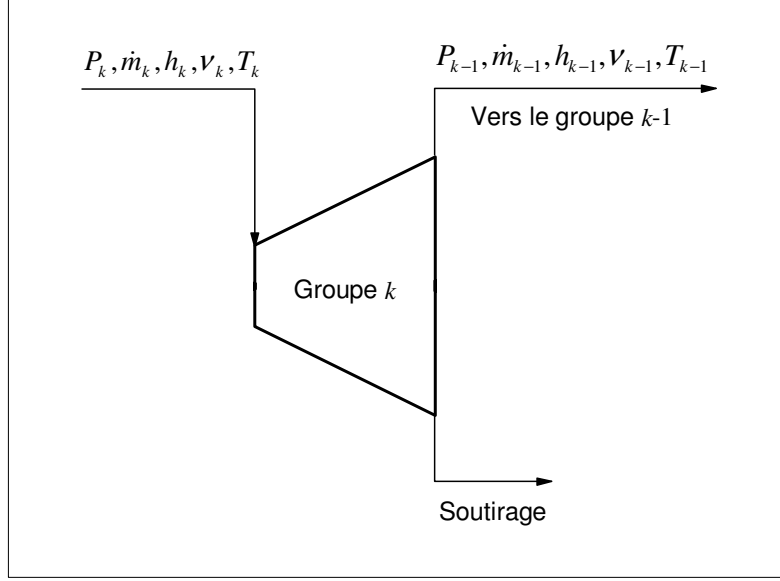 P_k, ṁ_k, h_k, ν_k, T_k
P_{k−1}, ṁ_{k−1}, h_{k−1}, ν_{k−1}, T_{k−1}
Vers le groupe k-1
Groupe k
Soutirage